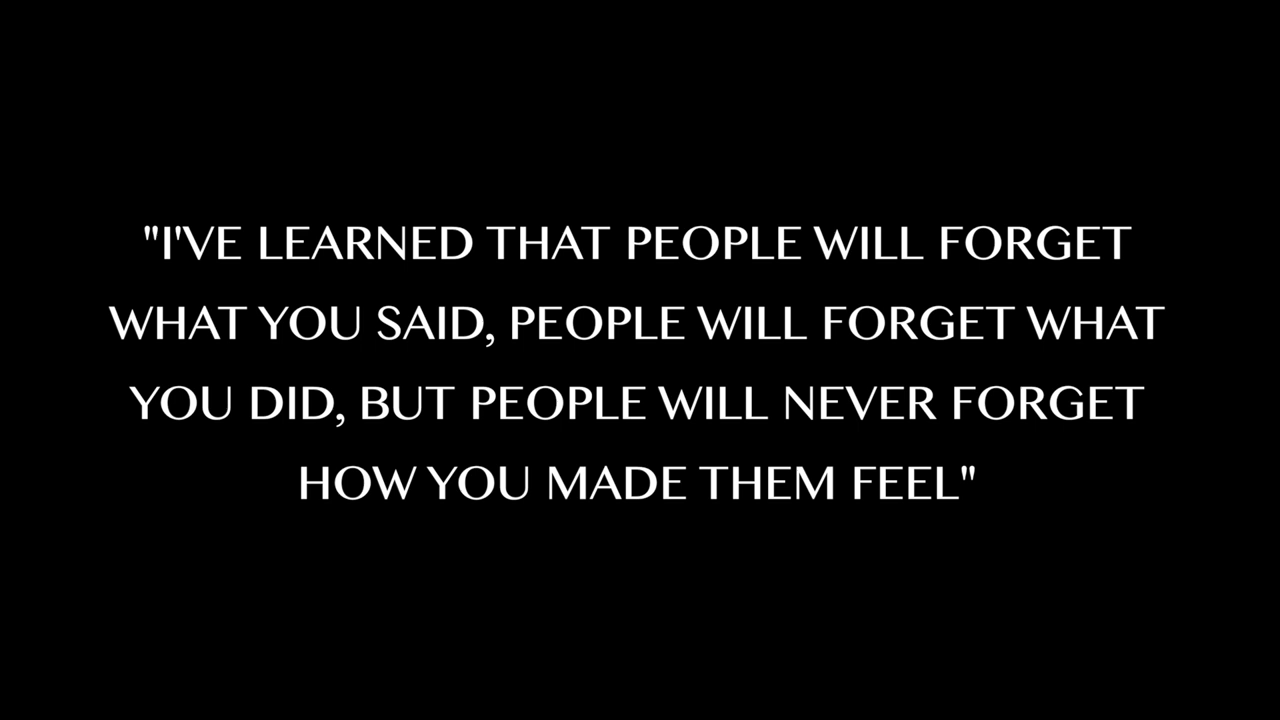 "I'VE LEARNED THAT PEOPLE WILL FORGET
WHAT YOU SAID, PEOPLE WILL FORGET WHAT
YOU DID, BUT PEOPLE WILL NEVER FORGET
HOW YOU MADE THEM FEEL"